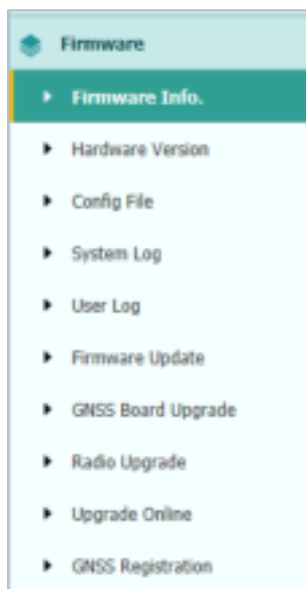 Firmware
Firmware Info.
Hardware Version
Config File
System Log
User Log
Firmware Update
GNSS Board Upgrade
Radio Upgrade
Upgrade Online
GNSS Registration